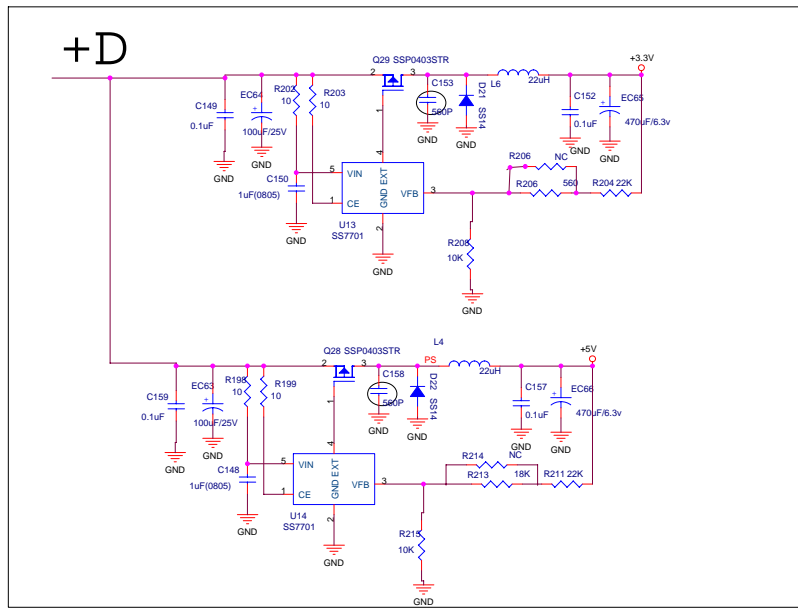 +D
Q29 SSP0403STR
+3.3V
2
3
C153
560P
D21
SS14
L6
22uH
C152
0.1uF
EC65
470uF/6.3v
+
C149
0.1uF
EC64
+
100uF/25V
R202
10
R203
10
1
GND
GND
GND
GND
GND
GND
4
C150
1uF(0805)
GND
5
VIN
1
CE
GND EXT
VFB
3
2
U13
SS7701
GND
R206
NC
R206
560
R204 22K
R208
10K
GND
Q28 SSP0403STR
L4
+5V
2
3
PS
22uH
C158
560P
D22
SS14
C157
0.1uF
EC66
470uF/6.3v
+
C159
0.1uF
EC63
+
100uF/25V
R198
10
R199
10
1
GND
GND
GND
GND
GND
GND
4
C148
1uF(0805)
GND
5
VIN
1
CE
GND EXT
VFB
3
2
U14
SS7701
GND
R214
NC
R213
18K
R211 22K
R215
10K
GND